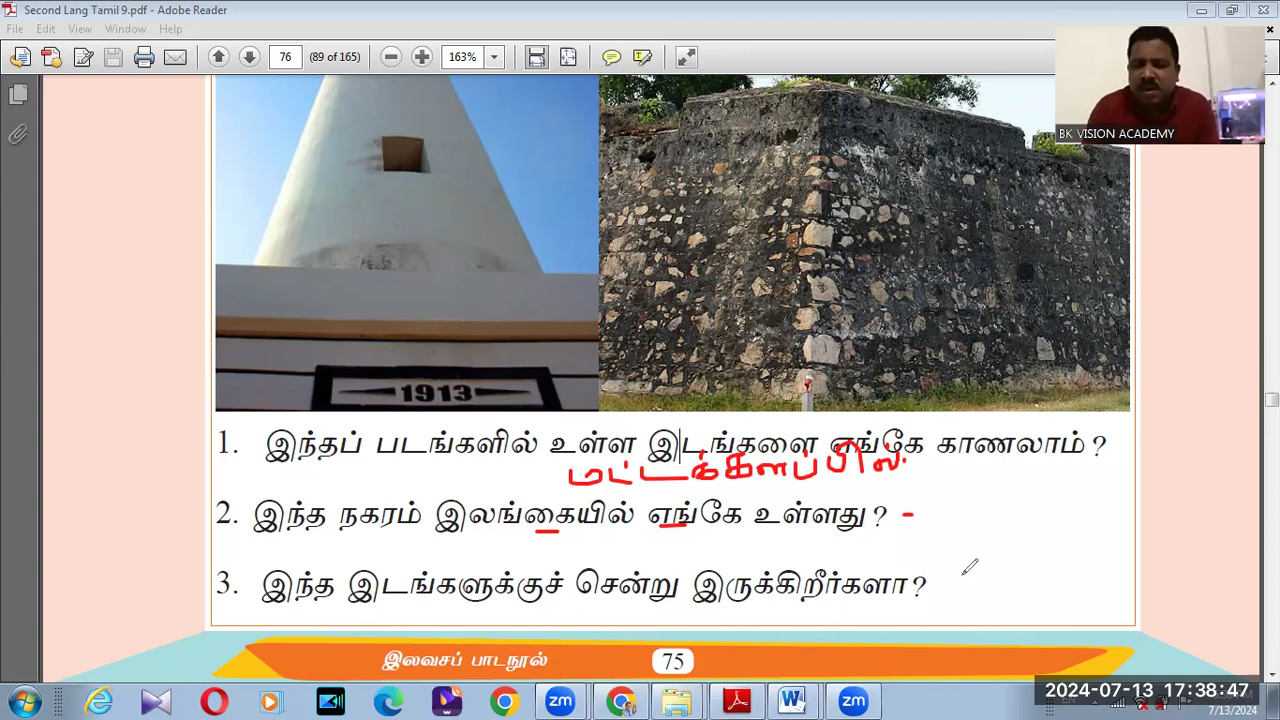 Second Lang Tamil 9.pdf - Adobe Reader
File Edit View Window Help
76 (89 of 165) 163%
BK VISION ACADEMY
1913
1. இந்தப் படங்களில் உள்ள இடங்களை எங்கே காணலாம்?
மட்டக்களப்பில்.
2. இந்த நகரம் இலங்கையில் எங்கே உள்ளது? -
3. இந்த இடங்களுக்குச் சென்று இருக்கிறீர்களா?
இலவசப் பாடநூல் 75
2024-07-13 17:38:47
7/13/2024